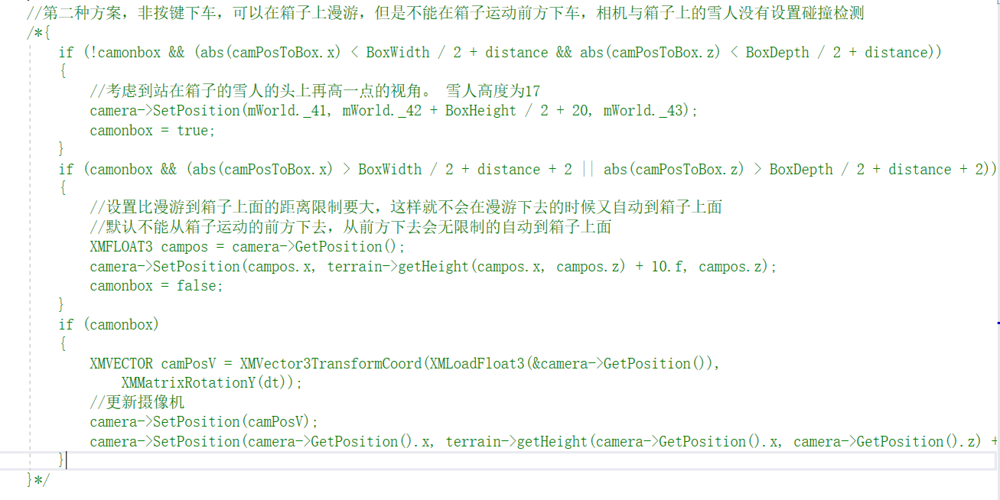 //第二种方案，非按键下车，可以在箱子上漫游，但是不能在箱子运动前方下车，相机与箱子上的雪人没有设置碰撞检测
/*{
if (!camonbox && (abs(camPosToBox.x) < BoxWidth / 2 + distance && abs(camPosToBox.z) < BoxDepth / 2 + distance))
{
//考虑到站在箱子的雪人的头上再高一点的视角。 雪人高度为17
camera->SetPosition(mWorld._41, mWorld._42 + BoxHeight / 2 + 20, mWorld._43);
camonbox = true;
}
if (camonbox && (abs(camPosToBox.x) > BoxWidth / 2 + distance + 2 || abs(camPosToBox.z) > BoxDepth / 2 + distance + 2))
{
//设置比漫游到箱子上面的距离限制要大，这样就不会在漫游下去的时候又自动到箱子上面
//默认不能从箱子运动的前方下去，从前方下去会无限制的自动到箱子上面
XMFLOAT3 campos = camera->GetPosition();
camera->SetPosition(campos.x, terrain->getHeight(campos.x, campos.z) + 10.f, campos.z);
camonbox = false;
}
if (camonbox)
{
XMVECTOR camPosV = XMVector3TransformCoord(XMLoadFloat3(&camera->GetPosition()),
XMMatrixRotationY(dt));
//更新摄像机
camera->SetPosition(camPosV);
camera->SetPosition(camera->GetPosition().x, terrain->getHeight(camera->GetPosition().x, camera->GetPosition().z) +
}
}*/